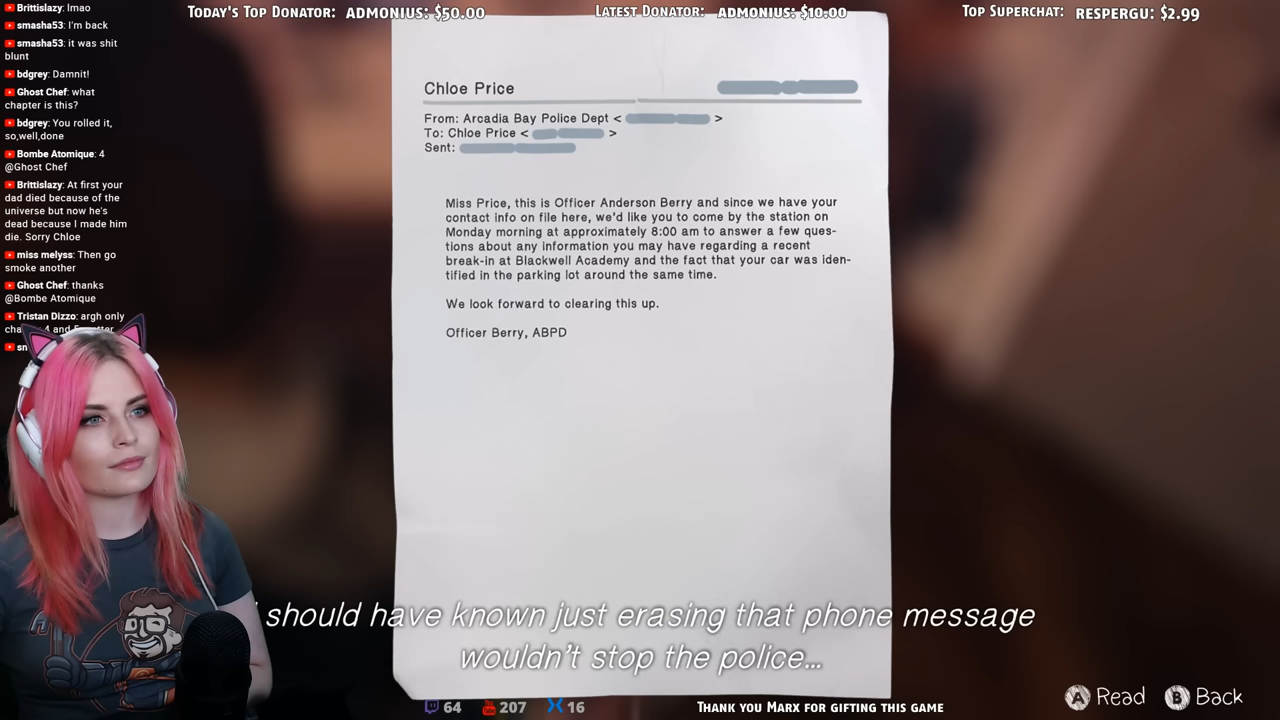 Today's Top Donator: Admonius: $50.00
Latest Donator: Admonius: $10.00
Top Superchat: Respergu: $2.99
Brittislazy: lmao
smasha53: I'm back
smasha53: it was shit
blunt
bdgrey: Damnit!
Ghost Chef: what
chapter is this?
bdgrey: You rolled it,
so,well,done
Bombe Atomique: 4
@Ghost Chef
Brittislazy: At first your
dad died because of the
universe but now he's
dead because I made him
die. Sorry Chloe
miss melyss: Then go
smoke another
Ghost Chef: thanks
@Bombe Atomique
Tristan Dizzo: argh only
4 and
Chloe Price
From: Arcadia Bay Police Dept < >
To: Chloe Price < >
Sent:
Miss Price, this is Officer Anderson Berry and since we have your
contact info on file here, we'd like you to come by the station on
Monday morning at approximately 8:00 am to answer a few ques-
tions about any information you may have regarding a recent
break-in at Blackwell Academy and the fact that your car was iden-
tified in the parking lot around the same time.
We look forward to clearing this up.
Officer Berry, ABPD
should have known just erasing that phone message
wouldn't stop the police...
A Read B Back
64 207 16
Thank you Marx for gifting this game